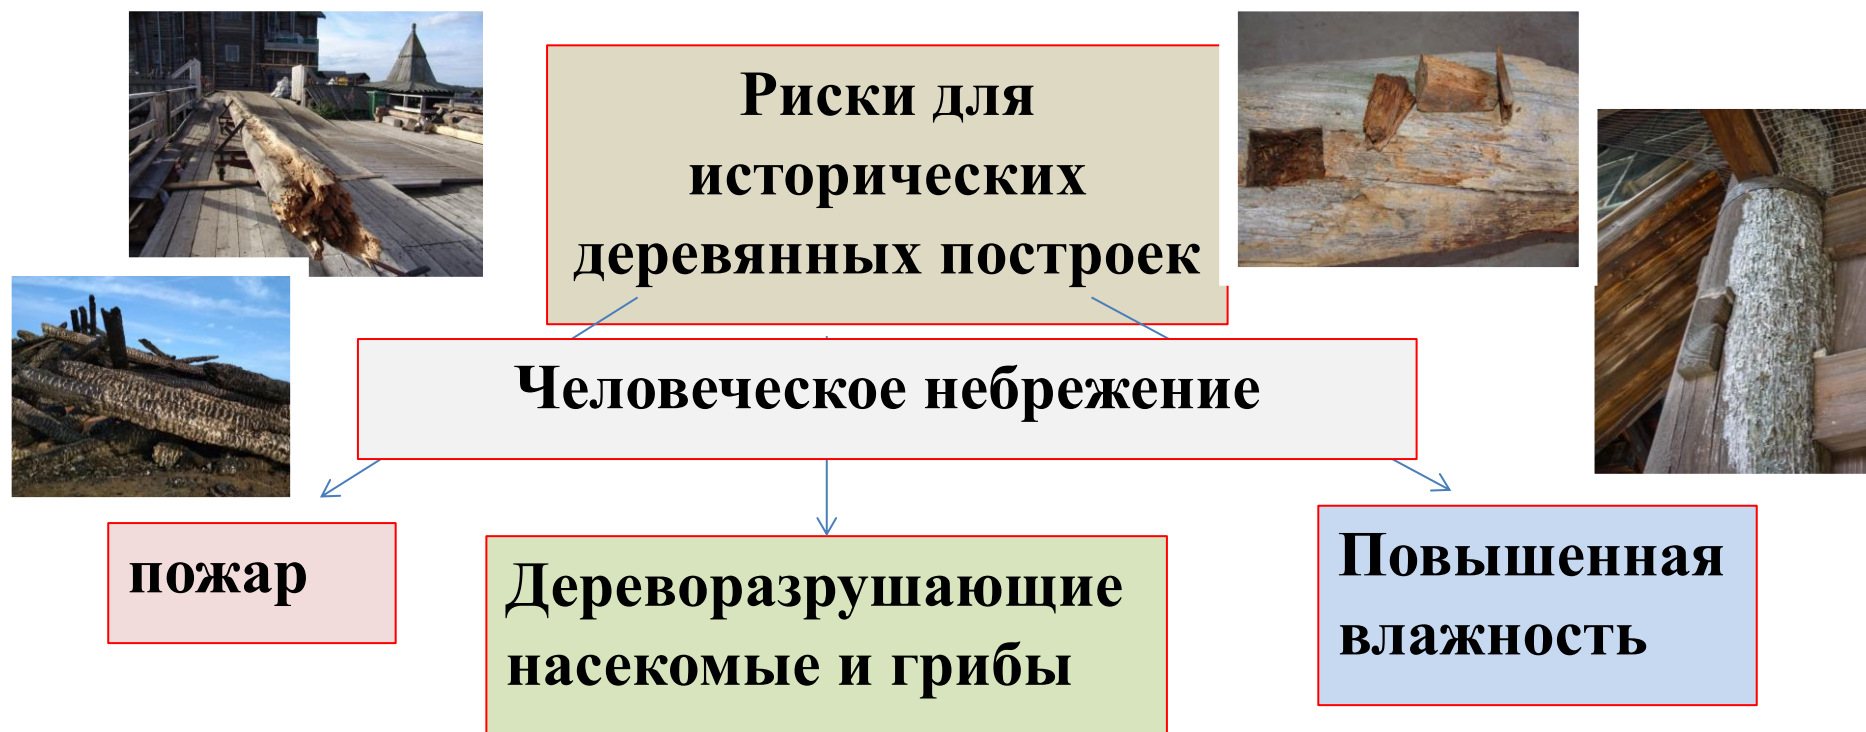 Риски для
исторических
деревянных построек
Человеческое небрежение
пожар
Дереворазрушающие
насекомые и грибы
Повышенная
влажность